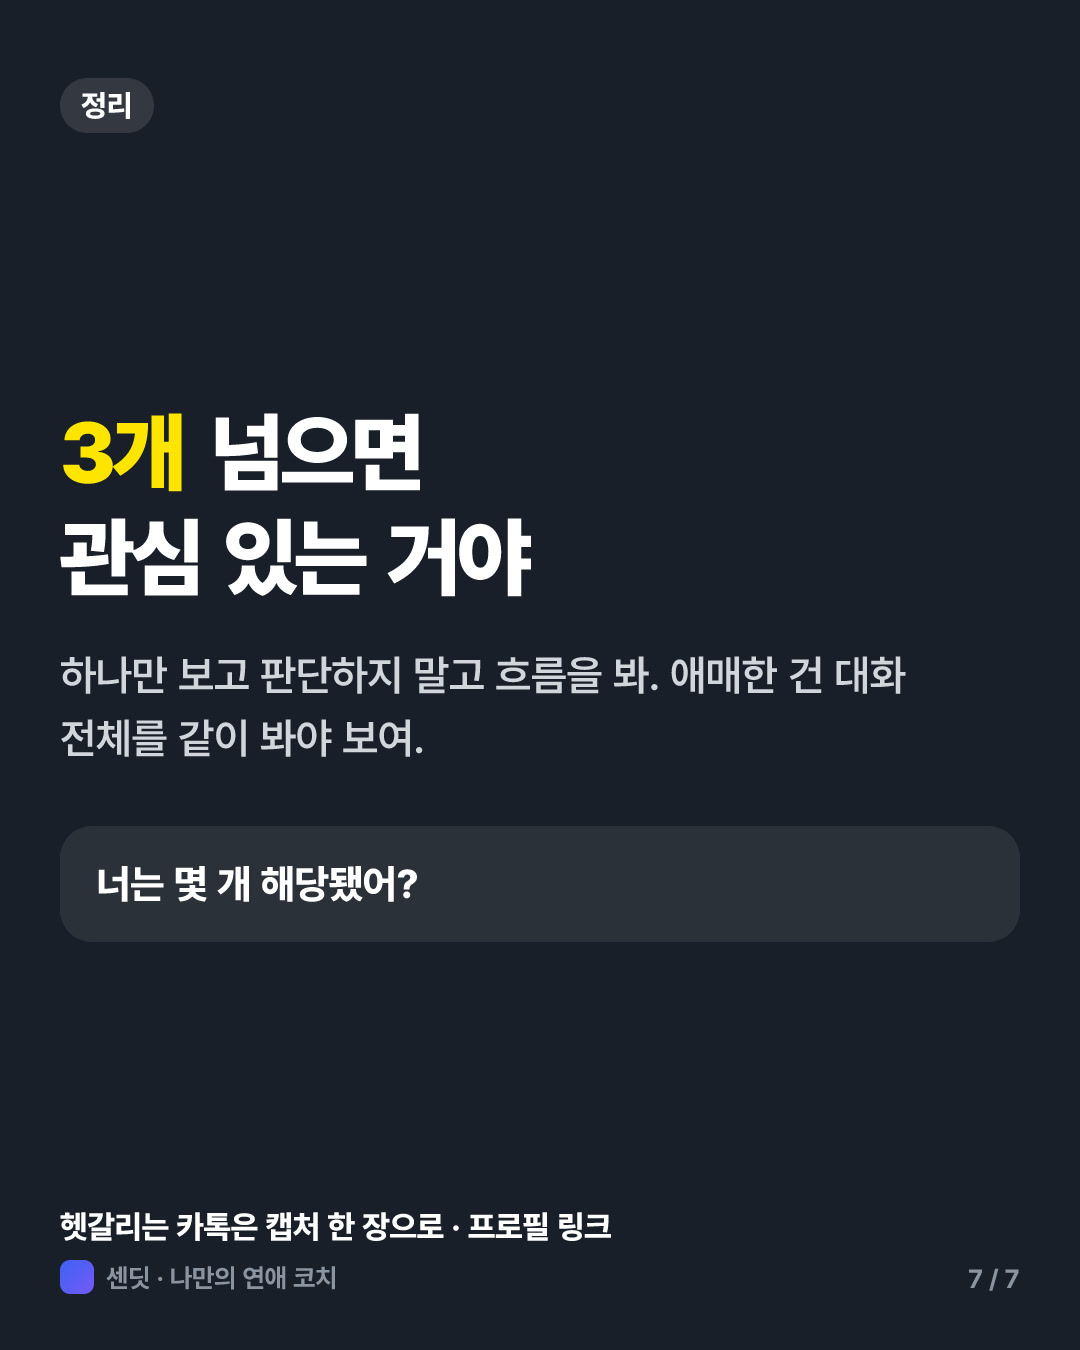 정리
3개 넘으면
관심 있는 거야
하나만 보고 판단하지 말고 흐름을 봐. 애매한 건 대화
전체를 같이 봐야 보여.
너는 몇 개 해당됐어?
헷갈리는 카톡은 캡처 한 장으로 · 프로필 링크
센딧 · 나만의 연애 코치
7 / 7